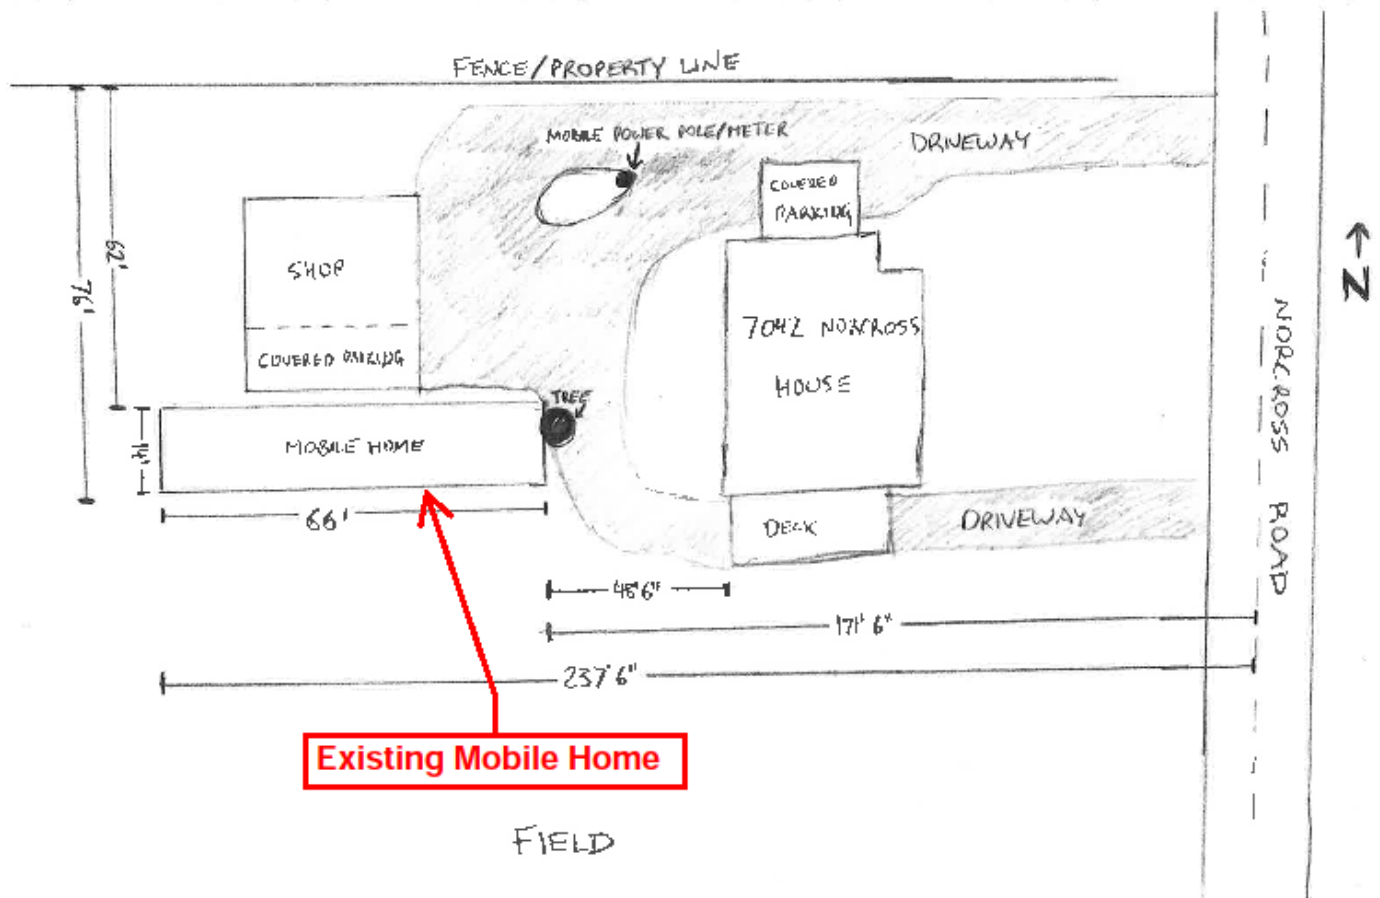 FENCE/PROPERTY LINE
MOBILE POWER POLE/METER
DRIVEWAY
COVERED
PARKING
SHOP
COVERED PARKING
62'
76'
N
7042 NORCROSS
HOUSE
NORCROSS ROAD
TREE
MOBILE HOME
14'
66'
DECK
DRIVEWAY
48'6"
171'6"
237'6"
Existing Mobile Home
FIELD